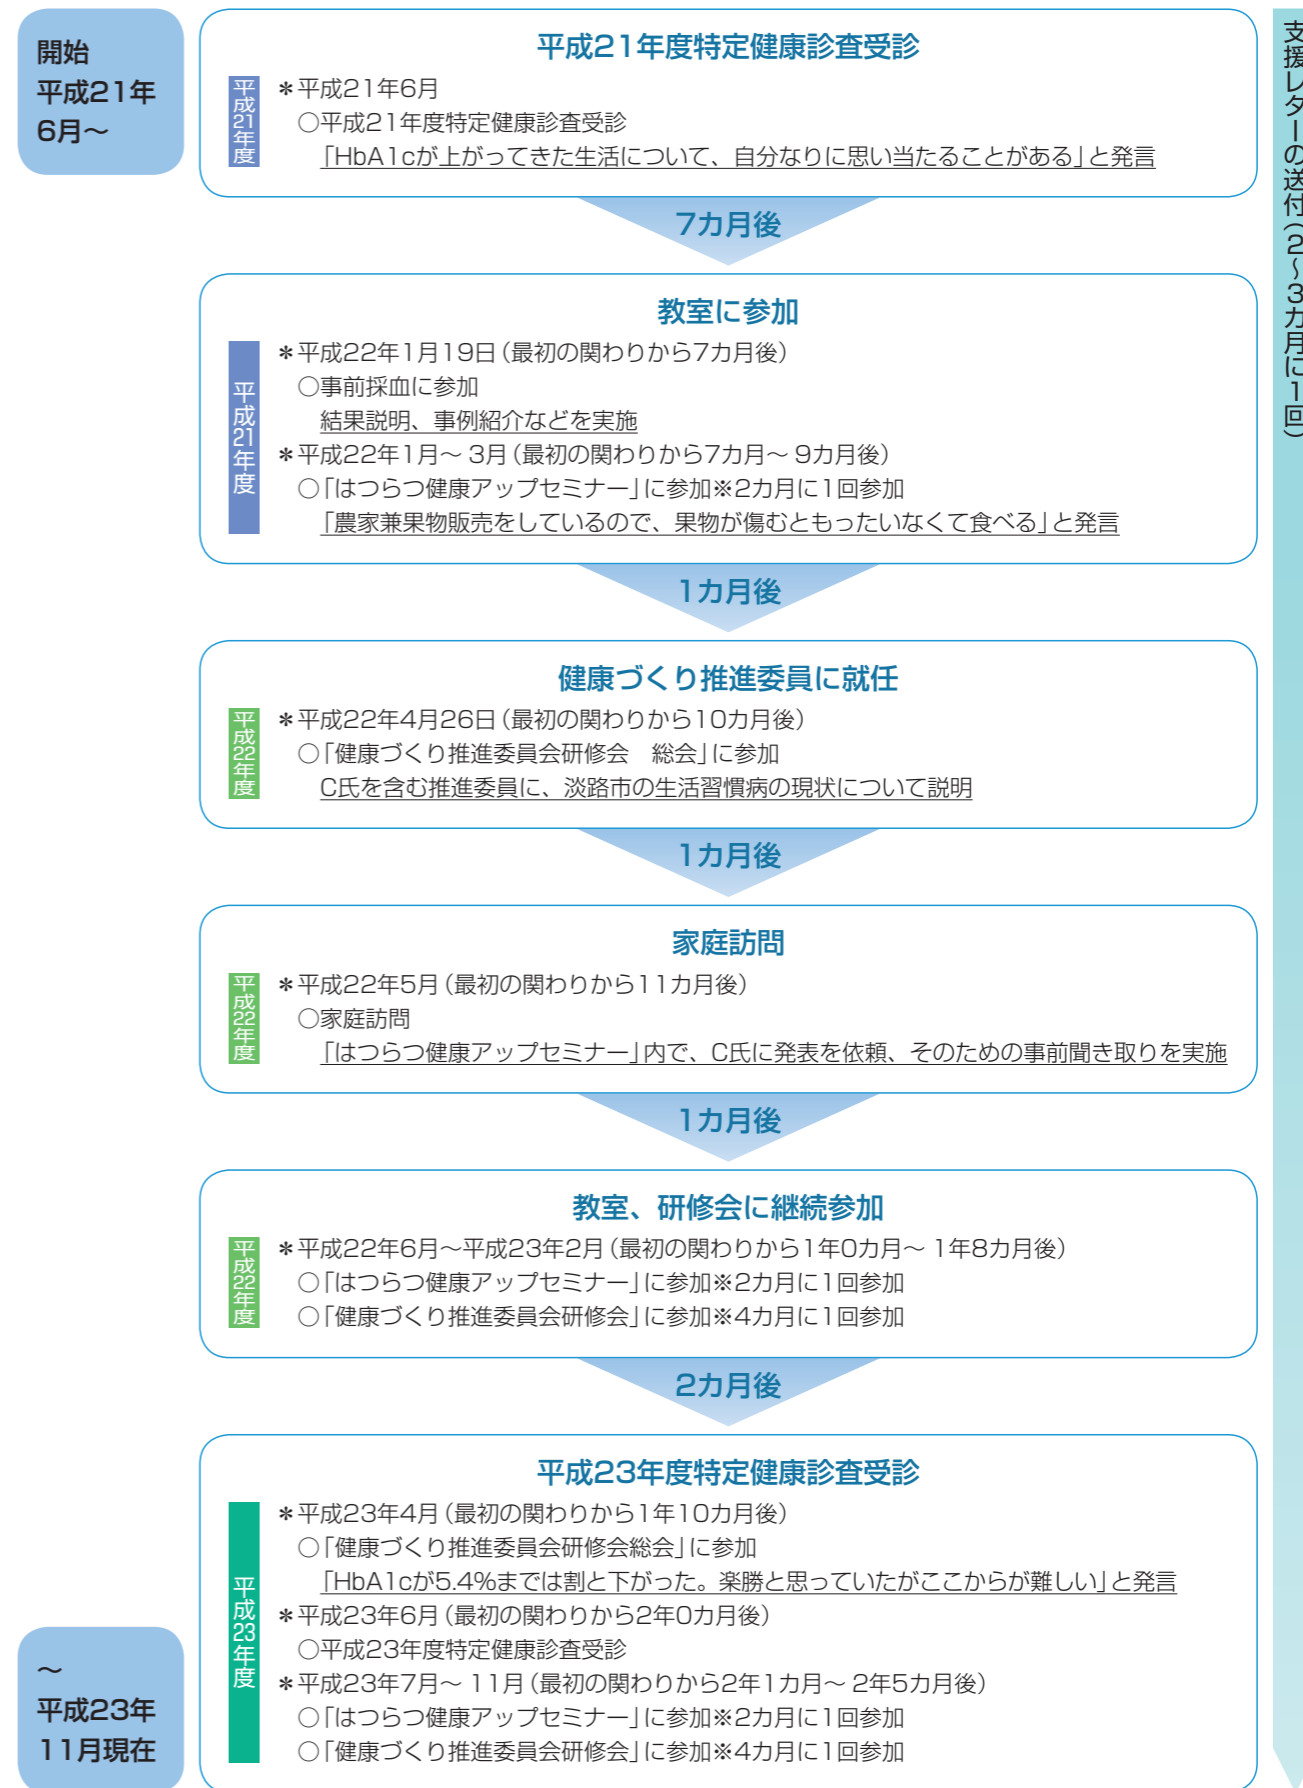 開始
平成21年
6月〜
平成21年度特定健康診査受診
平成21年度
＊平成21年6月
○平成21年度特定健康診査受診
「HbA1cが上がってきた生活について、自分なりに思い当たることがある」と発言
7カ月後
教室に参加
平成21年度
＊平成22年1月19日（最初の関わりから7カ月後）
○事前採血に参加
結果説明、事例紹介などを実施
＊平成22年1月〜3月（最初の関わりから7カ月〜9カ月後）
○「はつらつ健康アップセミナー」に参加※2カ月に1回参加
「農家兼果物販売をしているので、果物が傷むともったいなくて食べる」と発言
1カ月後
健康づくり推進委員に就任
平成22年度
＊平成22年4月26日（最初の関わりから10カ月後）
○「健康づくり推進委員会研修会　総会」に参加
C氏を含む推進委員に、淡路市の生活習慣病の現状について説明
1カ月後
家庭訪問
平成22年度
＊平成22年5月（最初の関わりから11カ月後）
○家庭訪問
「はつらつ健康アップセミナー」内で、C氏に発表を依頼、そのための事前聞き取りを実施
1カ月後
教室、研修会に継続参加
平成22年度
＊平成22年6月〜平成23年2月（最初の関わりから1年0カ月〜1年8カ月後）
○「はつらつ健康アップセミナー」に参加※2カ月に1回参加
○「健康づくり推進委員会研修会」に参加※4カ月に1回参加
2カ月後
平成23年度特定健康診査受診
平成23年度
＊平成23年4月（最初の関わりから1年10カ月後）
○「健康づくり推進委員会研修会総会」に参加
「HbA1cが5.4%までは割と下がった。楽勝と思っていたがここからが難しい」と発言
＊平成23年6月（最初の関わりから2年0カ月後）
○平成23年度特定健康診査受診
＊平成23年7月〜11月（最初の関わりから2年1カ月〜2年5カ月後）
○「はつらつ健康アップセミナー」に参加※2カ月に1回参加
○「健康づくり推進委員会研修会」に参加※4カ月に1回参加
〜
平成23年
11月現在
支援レターの送付（2〜3カ月に1回）